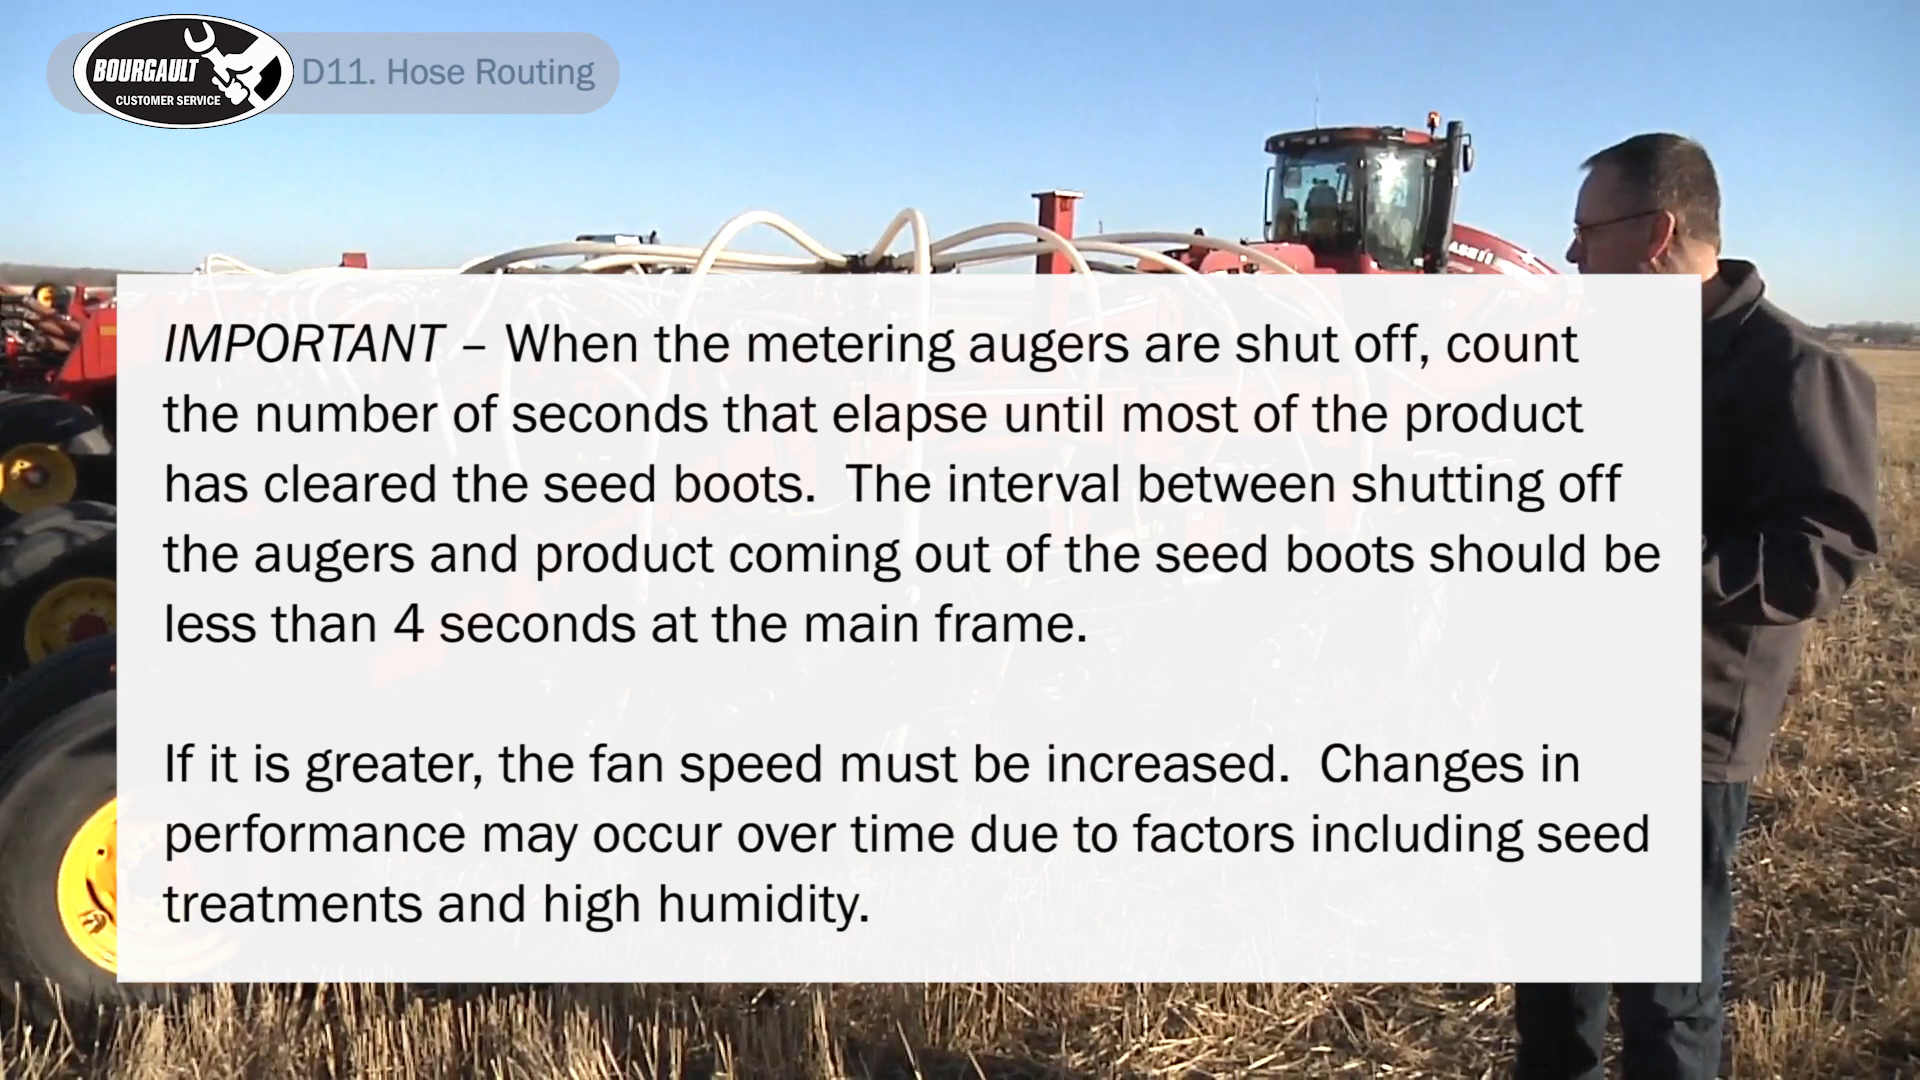 BOURGAULT
CUSTOMER SERVICE
D11. Hose Routing
IMPORTANT – When the metering augers are shut off, count
the number of seconds that elapse until most of the product
has cleared the seed boots.  The interval between shutting off
the augers and product coming out of the seed boots should be
less than 4 seconds at the main frame.
If it is greater, the fan speed must be increased.  Changes in
performance may occur over time due to factors including seed
treatments and high humidity.